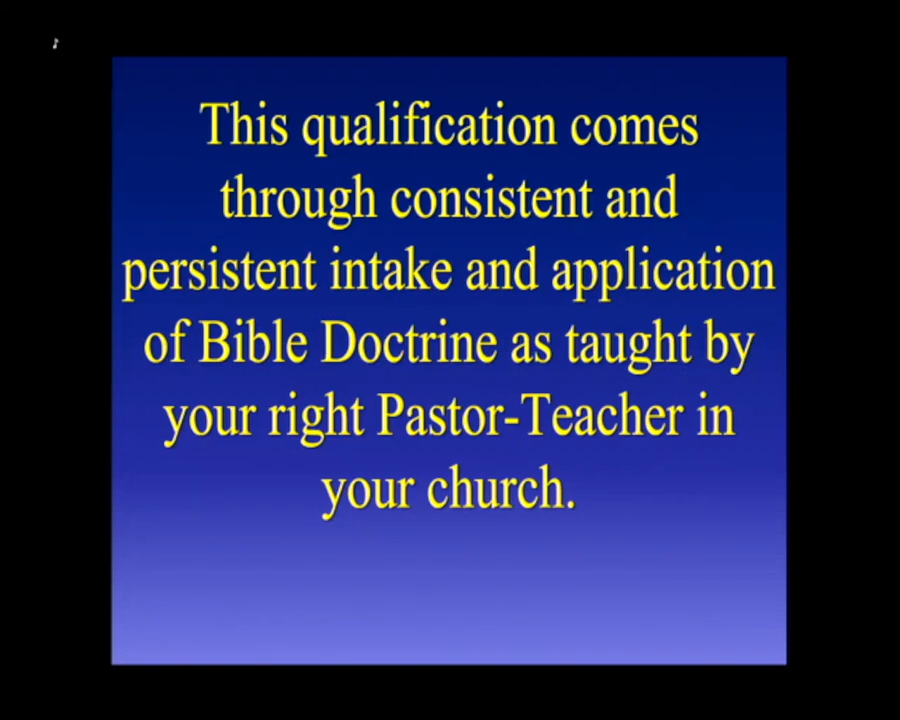 This qualification comes
through consistent and
persistent intake and application
of Bible Doctrine as taught by
your right Pastor-Teacher in
your church.